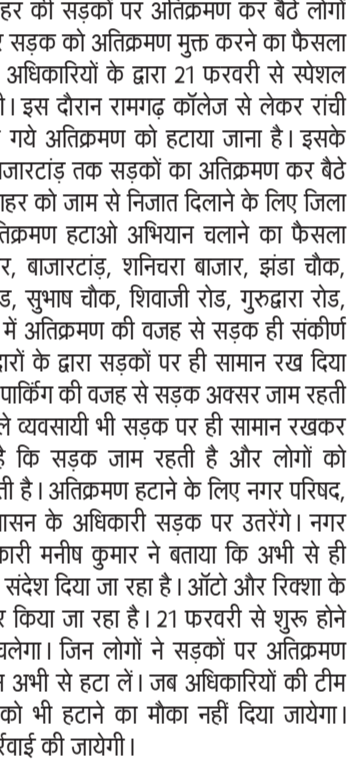 हर की सड़कों पर अतिक्रमण कर बैठे लोगों
सड़क को अतिक्रमण मुक्त करने का फैसला
अधिकारियों के द्वारा 21 फरवरी से स्पेशल
ी। इस दौरान रामगढ़ कॉलेज से लेकर रांची
गये अतिक्रमण को हटाया जाना है। इसके
जारटांड़ तक सड़कों का अतिक्रमण कर बैठे
ाहर को जाम से निजात दिलाने के लिए जिला
तिक्रमण हटाओ अभियान चलाने का फैसला
र, बाजारटांड़, शनिचरा बाजार, झंडा चौक,
ड, सुभाष चौक, शिवाजी रोड, गुरुद्वारा रोड,
में अतिक्रमण की वजह से सड़क ही संकीर्ण
दारों के द्वारा सड़कों पर ही सामान रख दिया
पार्किंग की वजह से सड़क अक्सर जाम रहती
ले व्यवसायी भी सड़क पर ही सामान रखकर
है कि सड़क जाम रहती है और लोगों को
ती है। अतिक्रमण हटाने के लिए नगर परिषद,
ासन के अधिकारी सड़क पर उतरेंगे। नगर
कारी मनीष कुमार ने बताया कि अभी से ही
संदेश दिया जा रहा है। ऑटो और रिक्शा के
र किया जा रहा है। 21 फरवरी से शुरू होने
चलेगा। जिन लोगों ने सड़कों पर अतिक्रमण
अभी से हटा लें। जब अधिकारियों की टीम
को भी हटाने का मौका नहीं दिया जायेगा।
र्रवाई की जायेगी।